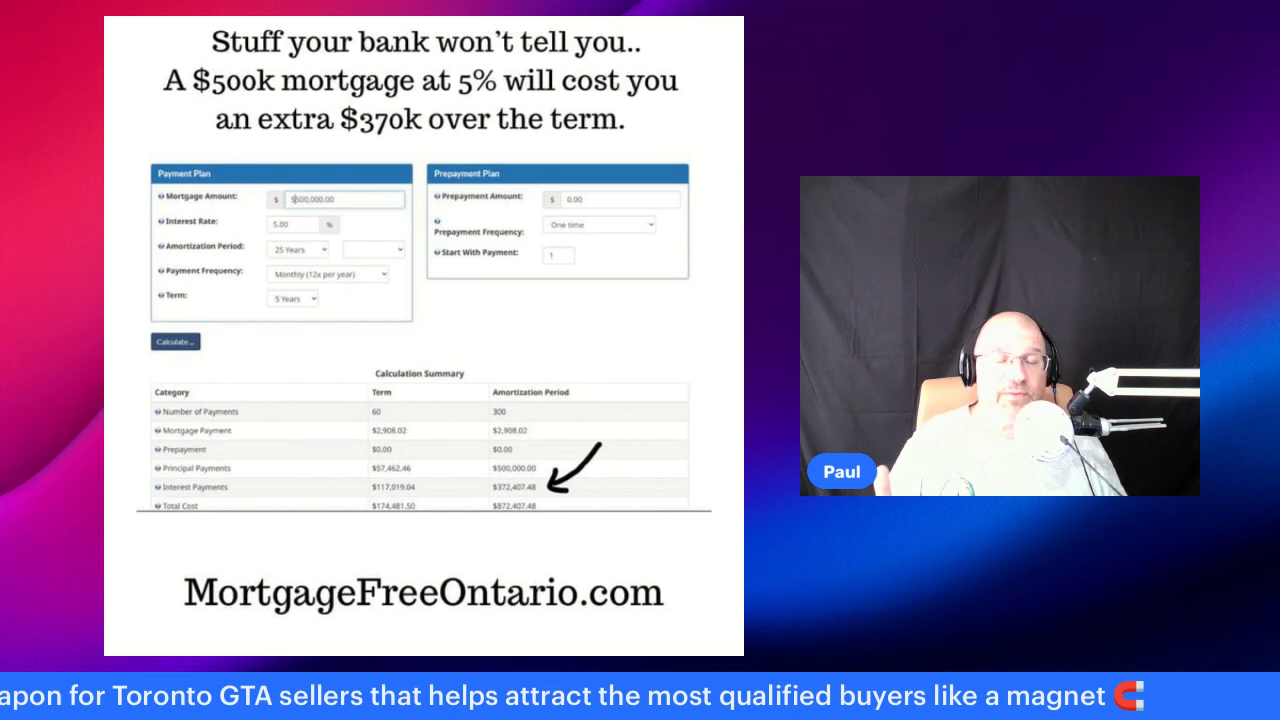 Stuff your bank won't tell you..
A $500k mortgage at 5% will cost you
an extra $370k over the term.
Payment Plan
Mortgage Amount: $ 500,000.00
Interest Rate: 5.00 %
Amortization Period: 25 Years
Payment Frequency: Monthly (12x per year)
Term: 5 Years
Prepayment Plan
Prepayment Amount: $ 0.00
Prepayment Frequency: One time
Start With Payment: 1
Calculate...
Calculation Summary
Category Term Amortization Period
Number of Payments 60 300
Mortgage Payment $2,908.02 $2,908.02
Prepayment $0.00 $0.00
Principal Payments $57,462.46 $500,000.00
Interest Payments $117,019.04 $372,407.48
Total Cost $174,481.50 $872,407.48
MortgageFreeOntario.com
Paul
apon for Toronto GTA sellers that helps attract the most qualified buyers like a magnet 🧲